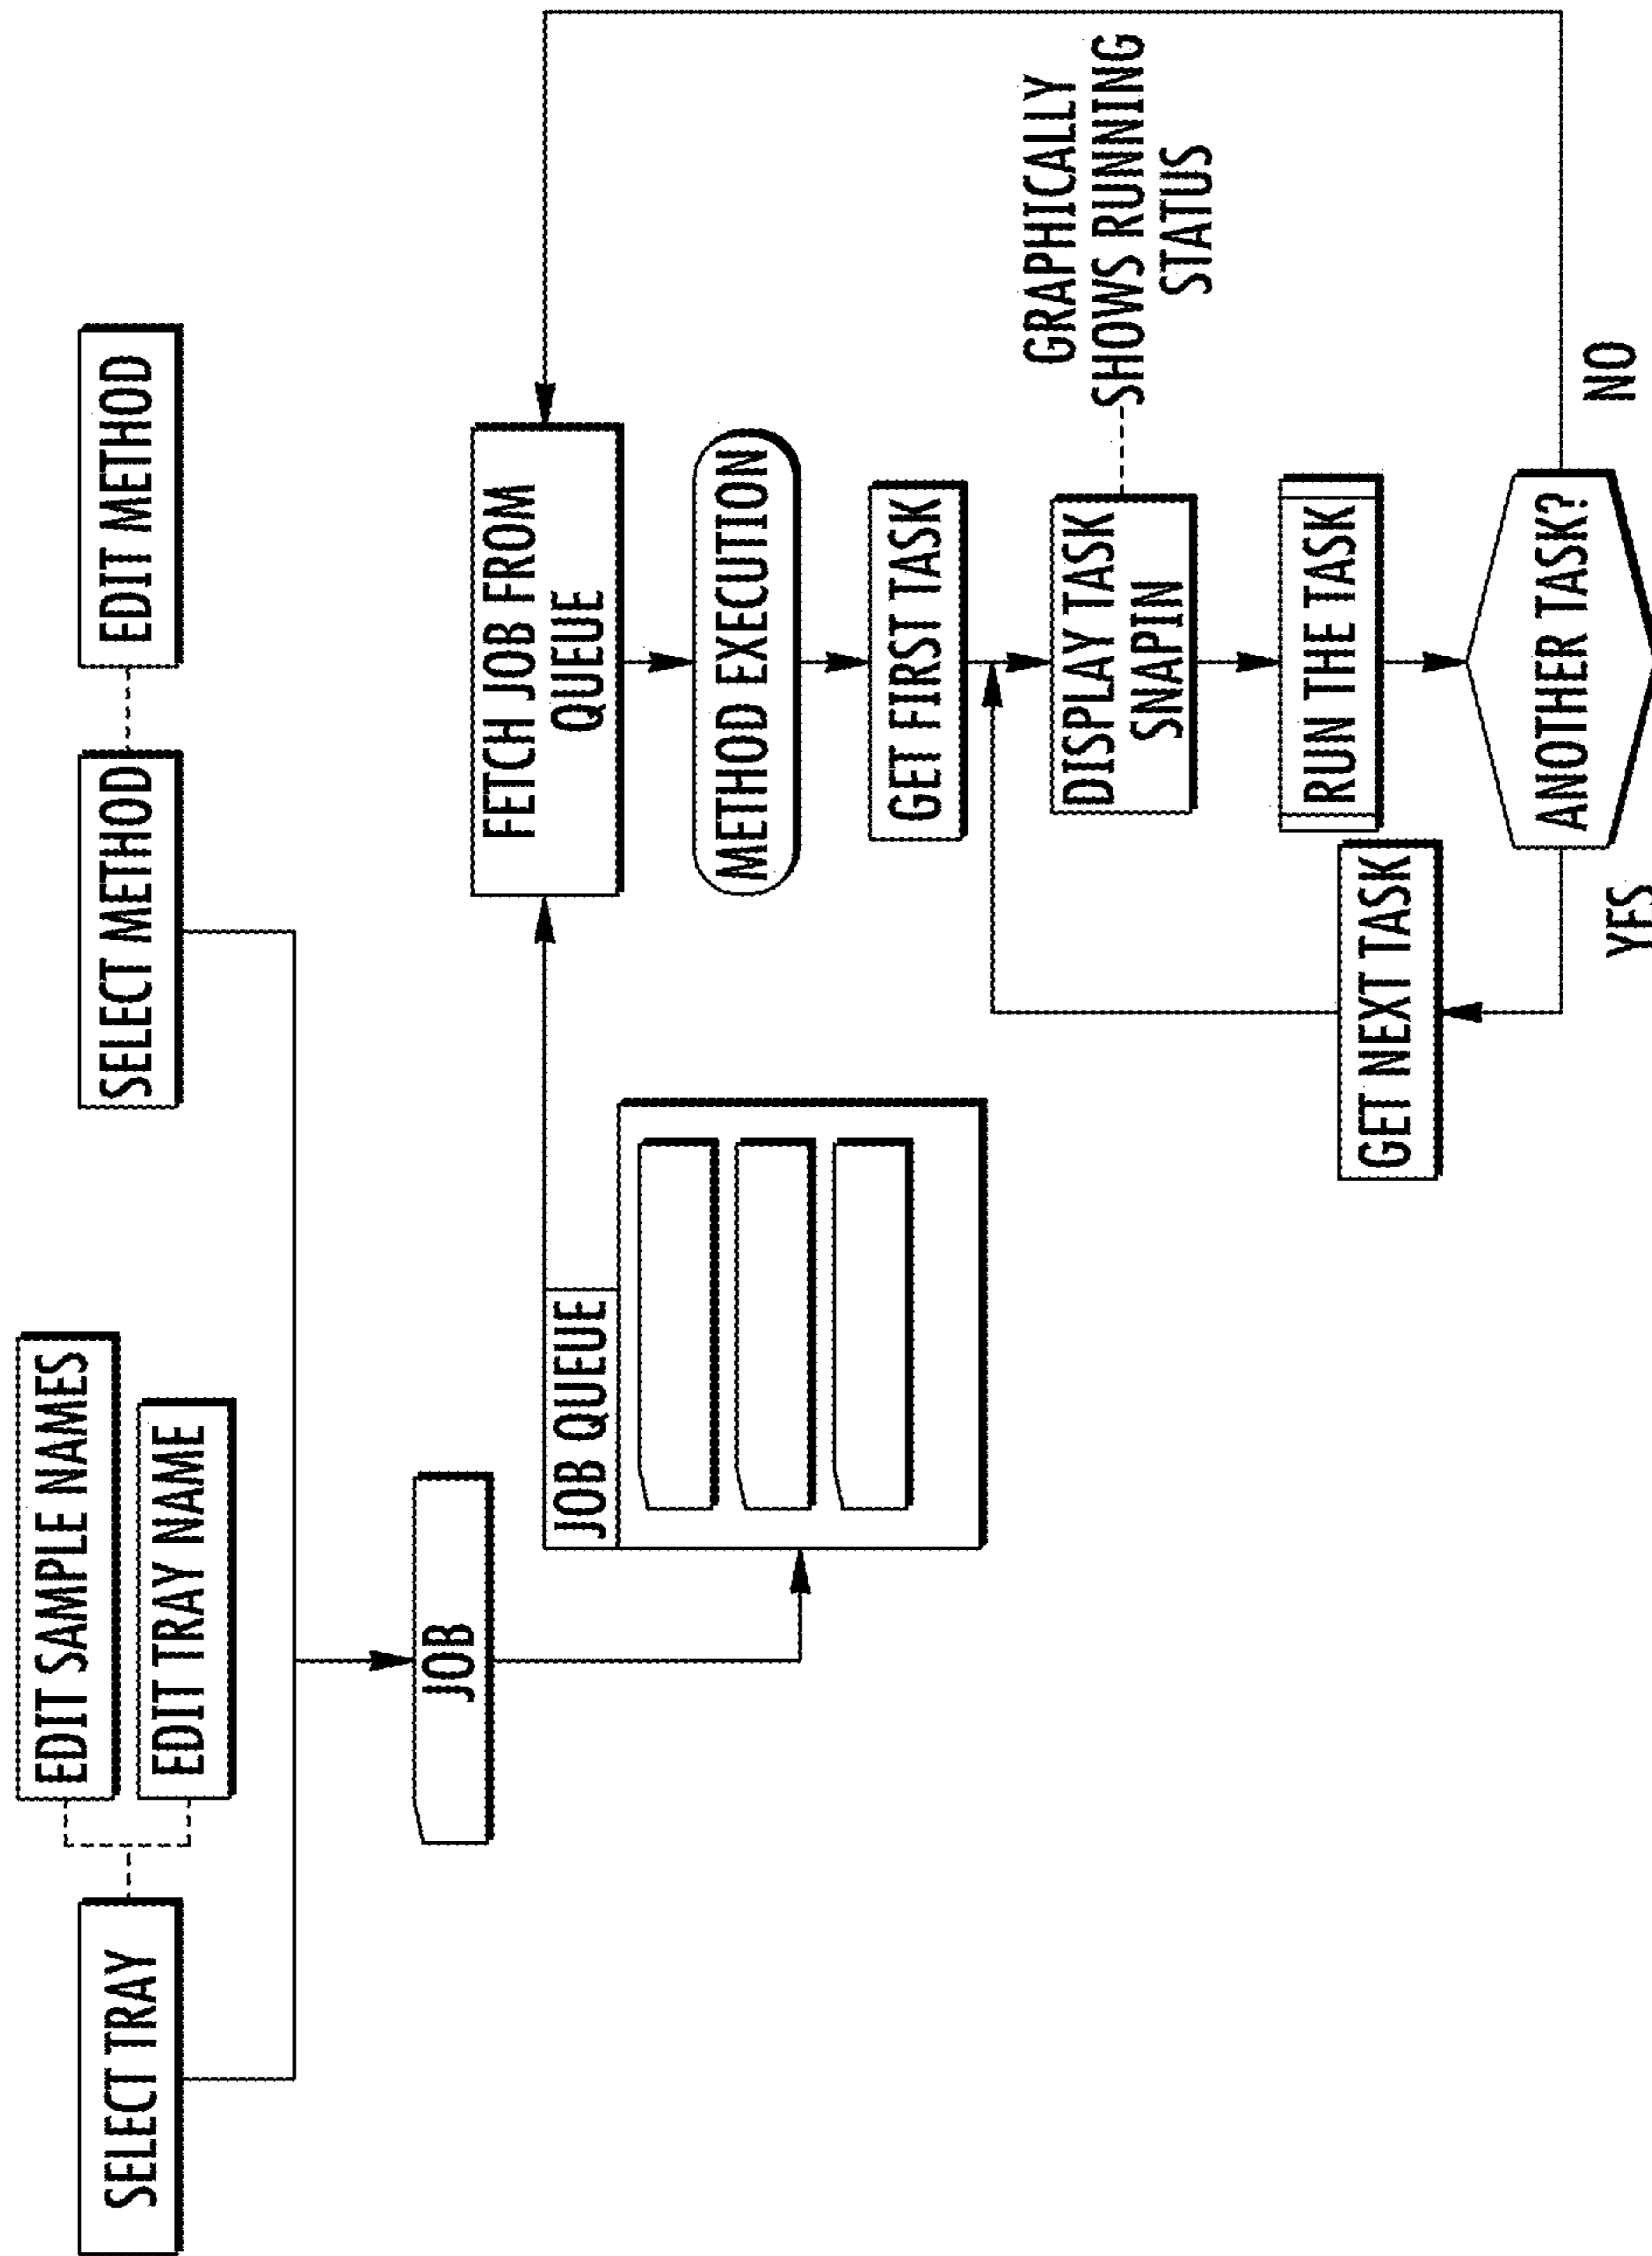 SELECT TRAY
EDIT SAMPLE NAMES
EDIT TRAY NAME
SELECT METHOD
EDIT METHOD
JOB
JOB QUEUE
FETCH JOB FROM
QUEUE
METHOD EXECUTION
GET FIRST TASK
DISPLAY TASK
SNAPIN
GRAPHICALLY
SHOWS RUNNING
STATUS
RUN THE TASK
GET NEXT TASK
ANOTHER TASK?
YES
NO